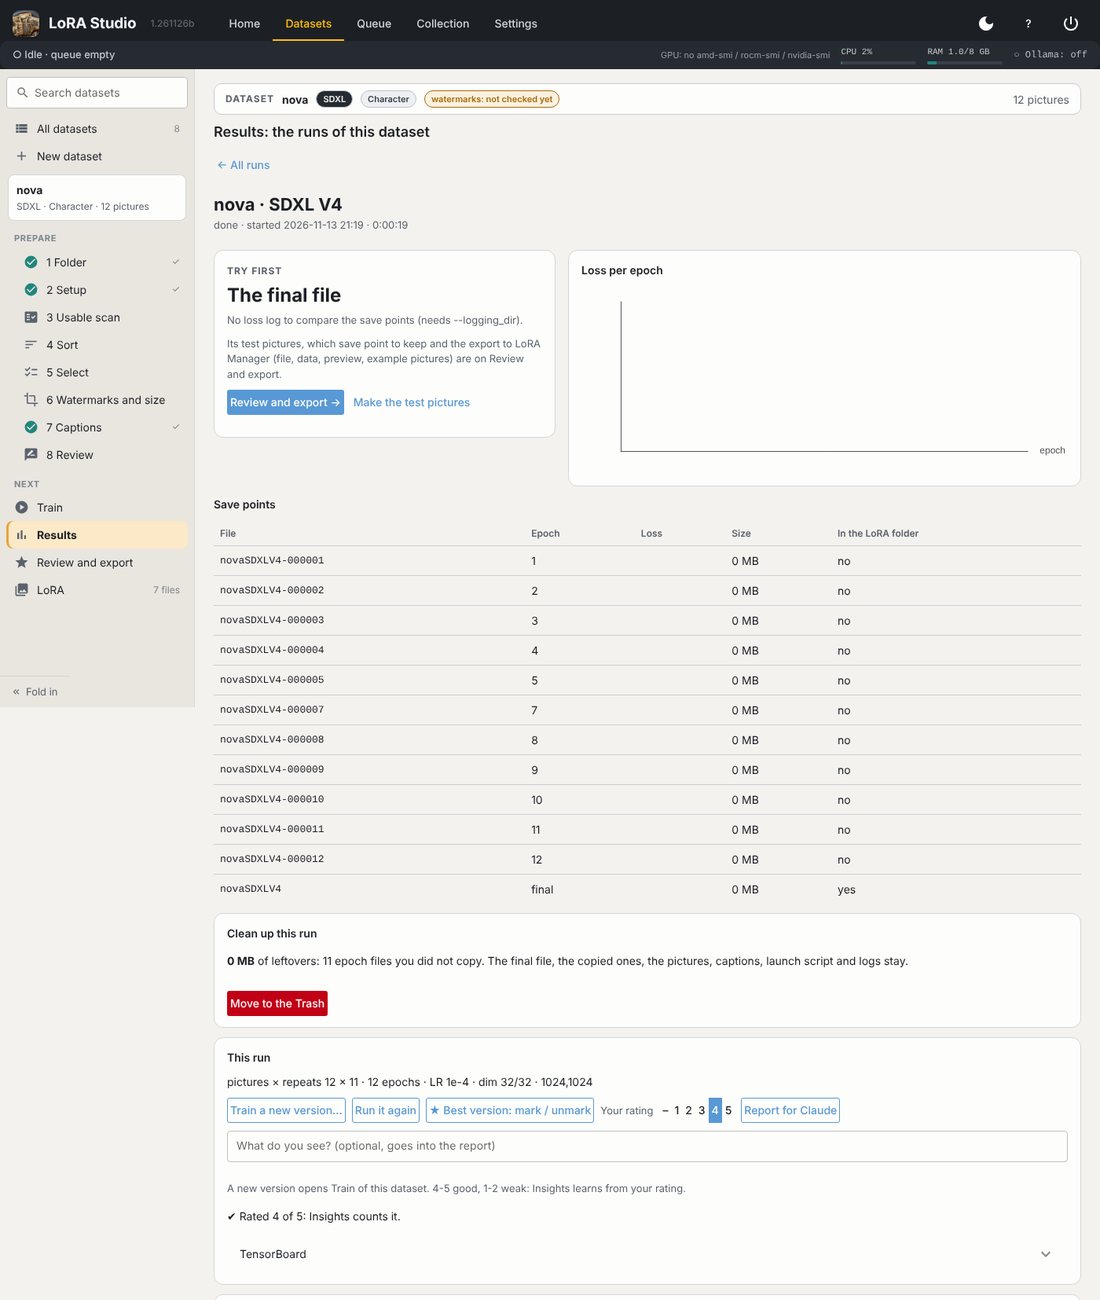 LoRA Studio 1.261126b Home Datasets Queue Collection Settings ?
Idle · queue empty GPU: no amd-smi / rocm-smi / nvidia-smi CPU 2% RAM 1.0/8 GB Ollama: off
Search datasets
All datasets 8
New dataset
nova
SDXL · Character · 12 pictures
PREPARE
1 Folder
2 Setup
3 Usable scan
4 Sort
5 Select
6 Watermarks and size
7 Captions
8 Review
NEXT
Train
Results
Review and export
LoRA 7 files
« Fold in
DATASET nova SDXL Character watermarks: not checked yet 12 pictures
Results: the runs of this dataset
← All runs
nova · SDXL V4
done · started 2026-11-13 21:19 · 0:00:19
TRY FIRST
The final file
No loss log to compare the save points (needs --logging_dir).
Its test pictures, which save point to keep and the export to LoRA
Manager (file, data, preview, example pictures) are on Review
and export.
Review and export → Make the test pictures
Loss per epoch
epoch
Save points
File Epoch Loss Size In the LoRA folder
novaSDXLV4-000001 1 0 MB no
novaSDXLV4-000002 2 0 MB no
novaSDXLV4-000003 3 0 MB no
novaSDXLV4-000004 4 0 MB no
novaSDXLV4-000005 5 0 MB no
novaSDXLV4-000007 7 0 MB no
novaSDXLV4-000008 8 0 MB no
novaSDXLV4-000009 9 0 MB no
novaSDXLV4-000010 10 0 MB no
novaSDXLV4-000011 11 0 MB no
novaSDXLV4-000012 12 0 MB no
novaSDXLV4 final 0 MB yes
Clean up this run
0 MB of leftovers: 11 epoch files you did not copy. The final file, the copied ones, the pictures, captions, launch script and logs stay.
Move to the Trash
This run
pictures × repeats 12 × 11 · 12 epochs · LR 1e-4 · dim 32/32 · 1024,1024
Train a new version... Run it again ★ Best version: mark / unmark Your rating – 1 2 3 4 5 Report for Claude
What do you see? (optional, goes into the report)
A new version opens Train of this dataset. 4-5 good, 1-2 weak: Insights learns from your rating.
✔ Rated 4 of 5: Insights counts it.
TensorBoard